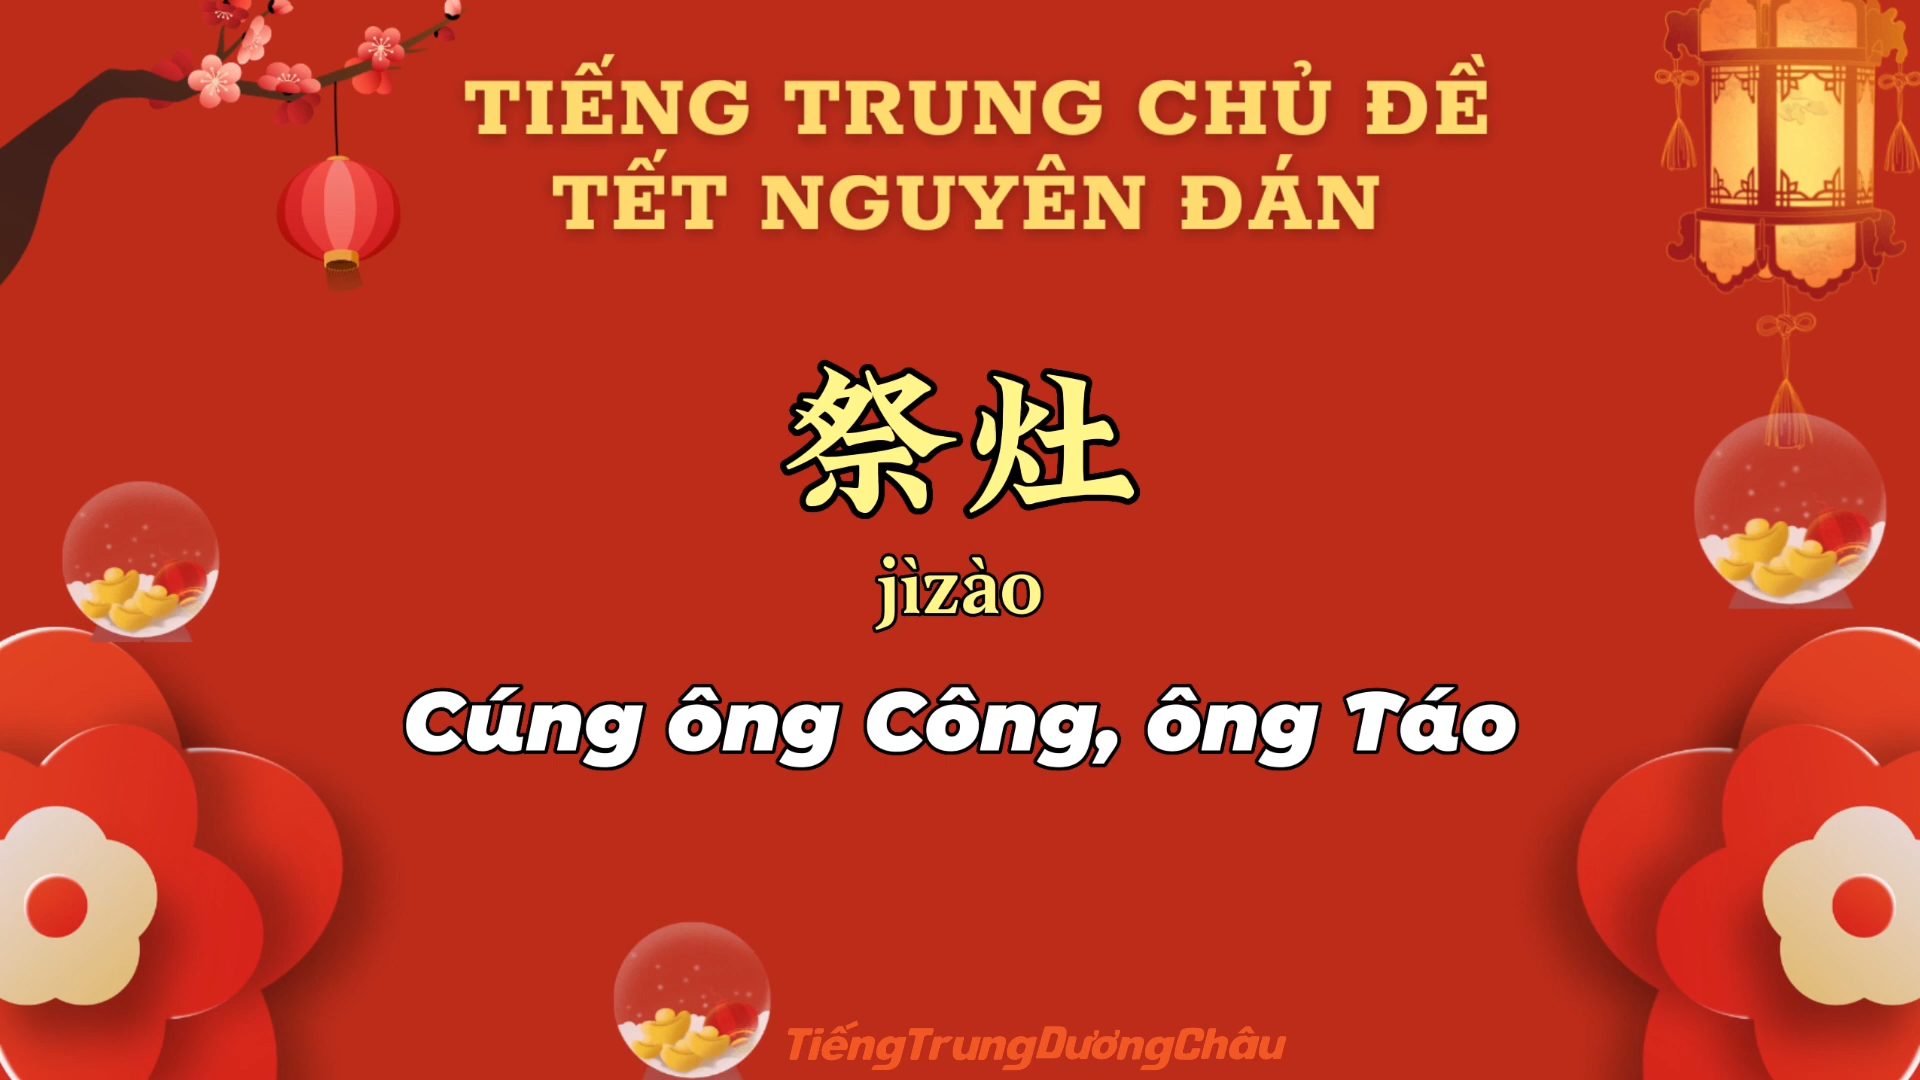 TIẾNG TRUNG CHỦ ĐỀ
TẾT NGUYÊN ĐÁN
祭灶
jìzào
Cúng ông Công, ông Táo
TiếngTrungDươngChâu